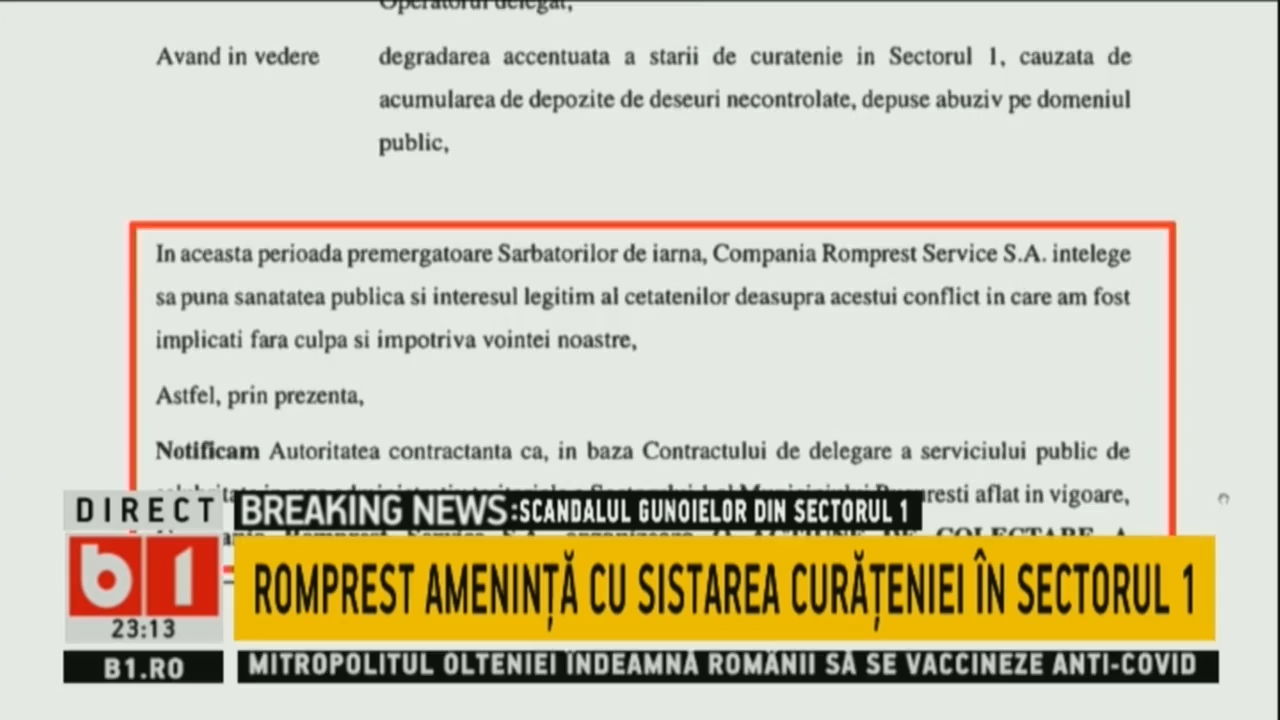 Operatorul delegat,
Avand in vedere degradarea accentuata a starii de curatenie in Sectorul 1, cauzata de
acumularea de depozite de deseuri necontrolate, depuse abuziv pe domeniul
public,
In aceasta perioada premergatoare Sarbatorilor de iarna, Compania Romprest Service S.A. intelege
sa puna sanatatea publica si interesul legitim al cetatenilor deasupra acestui conflict in care am fost
implicati fara culpa si impotriva vointei noastre,
Astfel, prin prezenta,
Notificam Autoritatea contractanta ca, in baza Contractului de delegare a serviciului public de
aflat in vigoare,
DIRECT BREAKING NEWS:SCANDALUL GUNOIELOR DIN SECTORUL 1
b1
ROMPREST AMENINȚĂ CU SISTAREA CURĂȚENIEI ÎN SECTORUL 1
23:13
B1.RO MITROPOLITUL OLTENIEI ÎNDEAMNĂ ROMÂNII SĂ SE VACCINEZE ANTI-COVID